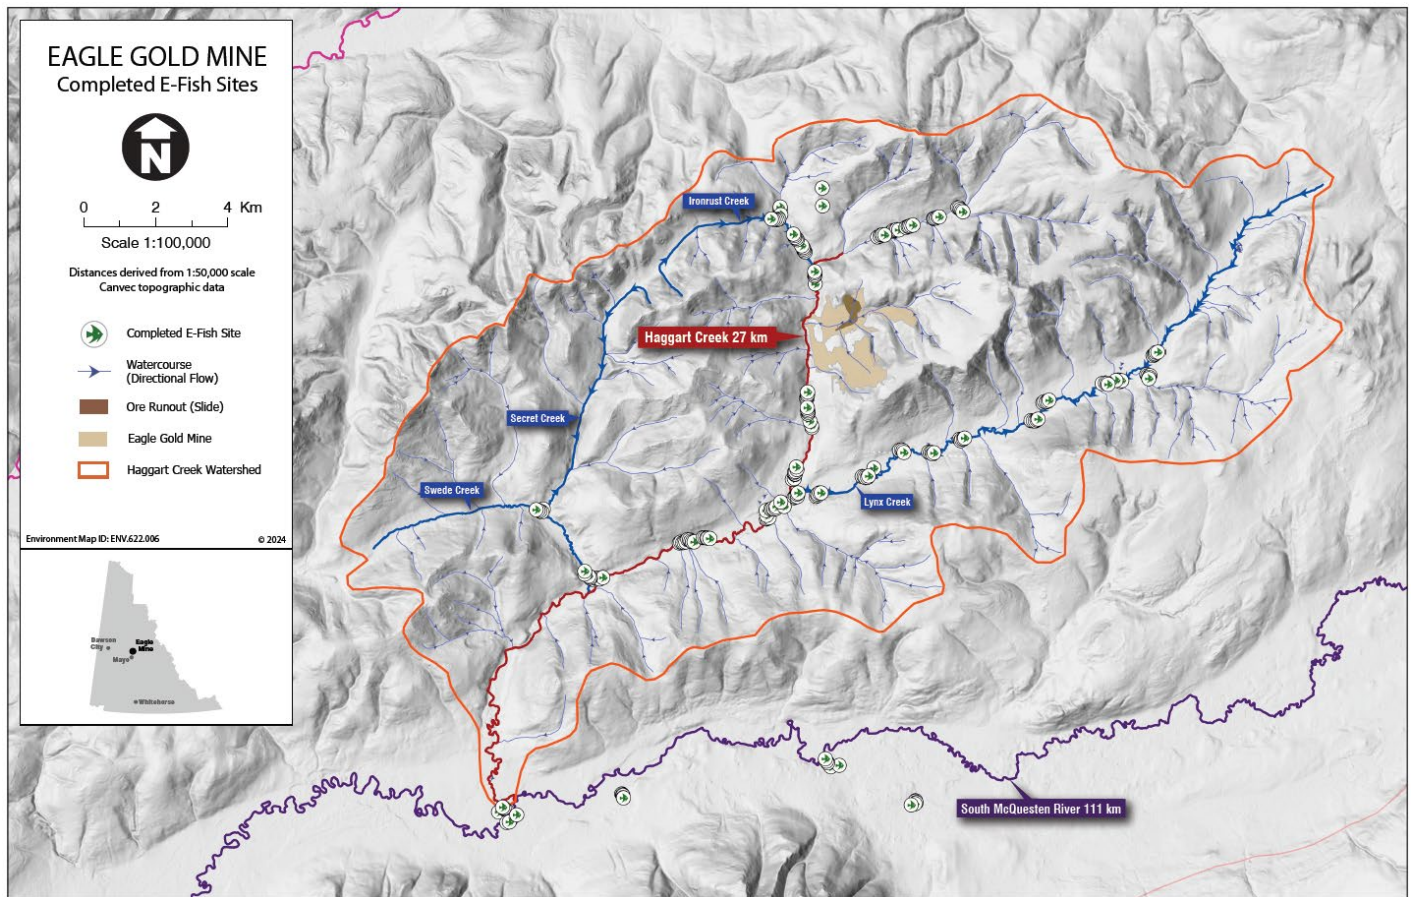 EAGLE GOLD MINE
Completed E-Fish Sites
N
0 2 4 Km
Scale 1:100,000
Distances derived from 1:50,000 scale
Canvec topographic data
Completed E-Fish Site
Watercourse
(Directional Flow)
Ore Runout (Slide)
Eagle Gold Mine
Haggart Creek Watershed
Environment Map ID: ENV.622.006
© 2024
Dawson
City
Eagle
Mine
Mayo
Whitehorse
Ironrust Creek
Haggart Creek 27 km
Secret Creek
Swede Creek
Lynx Creek
South McQuesten River 111 km